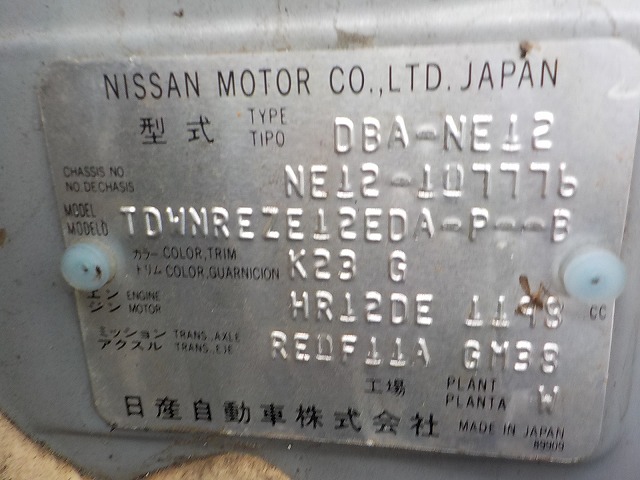 NISSAN MOTOR CO.,LTD. JAPAN
型式 TYPE TIPO DBA-NE12
CHASSIS NO. NO.DE CHASIS NE12-107776
MODEL MODELO TDWNREZE12EDA-P---B
カラー トリム COLOR,TRIM COLOR,GUARNICION K23 G
エンジン ENGINE MOTOR HR12DE 1198 CC
ミッション アクスル TRANS.,AXLE TRANS.,EJE RE0F11A GM38
工場 PLANT PLANTA W
日産自動車株式会社 MADE IN JAPAN
89909